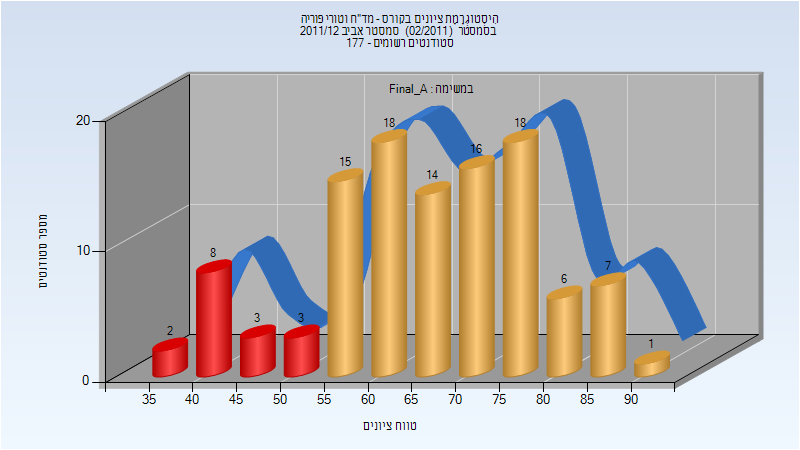 היסטוגרמת ציונים בקורס - מד"ח וטורי פוריה
בסמסטר (02/2011) סמסטר אביב 2011/12
סטודנטים רשומים - 177
במשימה : Final_A
מספר סטודנטים
20
10
0
2
8
3
3
15
18
14
16
18
6
7
1
35 40 45 50 55 60 65 70 75 80 85 90
טווח ציונים